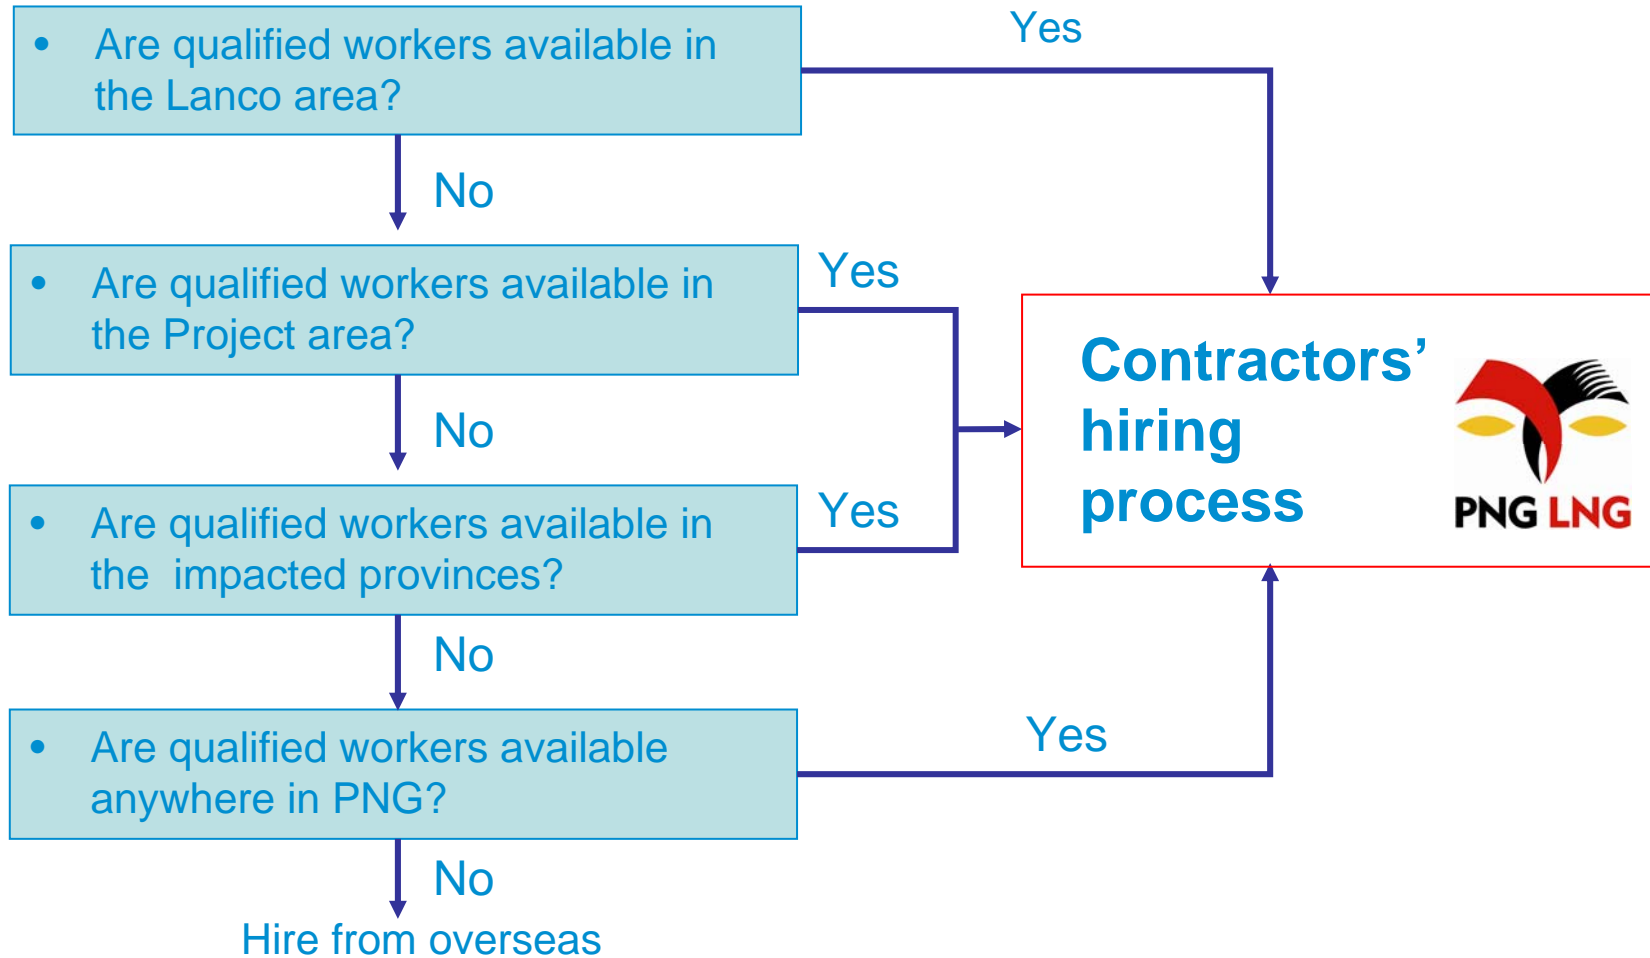 • Are qualified workers available in
the Lanco area?
Yes
No
• Are qualified workers available in
the Project area?
Yes
No
• Are qualified workers available in
the  impacted provinces?
Yes
No
• Are qualified workers available
anywhere in PNG?
Yes
No
Hire from overseas
Contractors’
hiring
process
PNG LNG